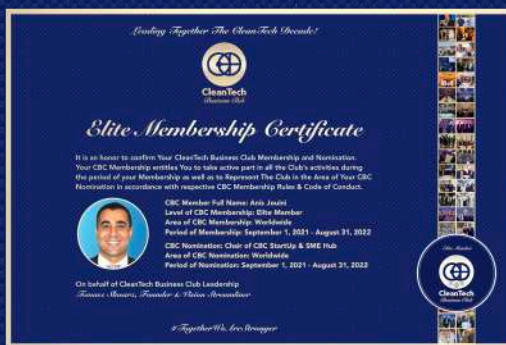 Leading Together The CleanTech Decade!
CBC
CleanTech
Business Club
Elite Membership Certificate
It is an honor to confirm Your CleanTech Business Club Membership and Nomination.
Your CBC Membership entitles You to take active part in all the Club's activities during
the period of your Membership as well as to Represent The Club in the Area of Your CBC
Nomination in accordance with respective CBC Membership Rules & Code of Conduct.
CBC Member Full Name: Anis Jouini
Level of CBC Membership: Elite Member
Area of CBC Membership: Worldwide
Period of Membership: September 1, 2021 - August 31, 2022
CBC Nomination: Chair of CBC StartUp & SME Hub
Area of CBC Nomination: Worldwide
Period of Nomination: September 1, 2021 - August 31, 2022
On behalf of CleanTech Business Club Leadership
Founder & Vision Streamliner
#TogetherWeAreStronger
Elite Member
CBC
CleanTech
Business Club